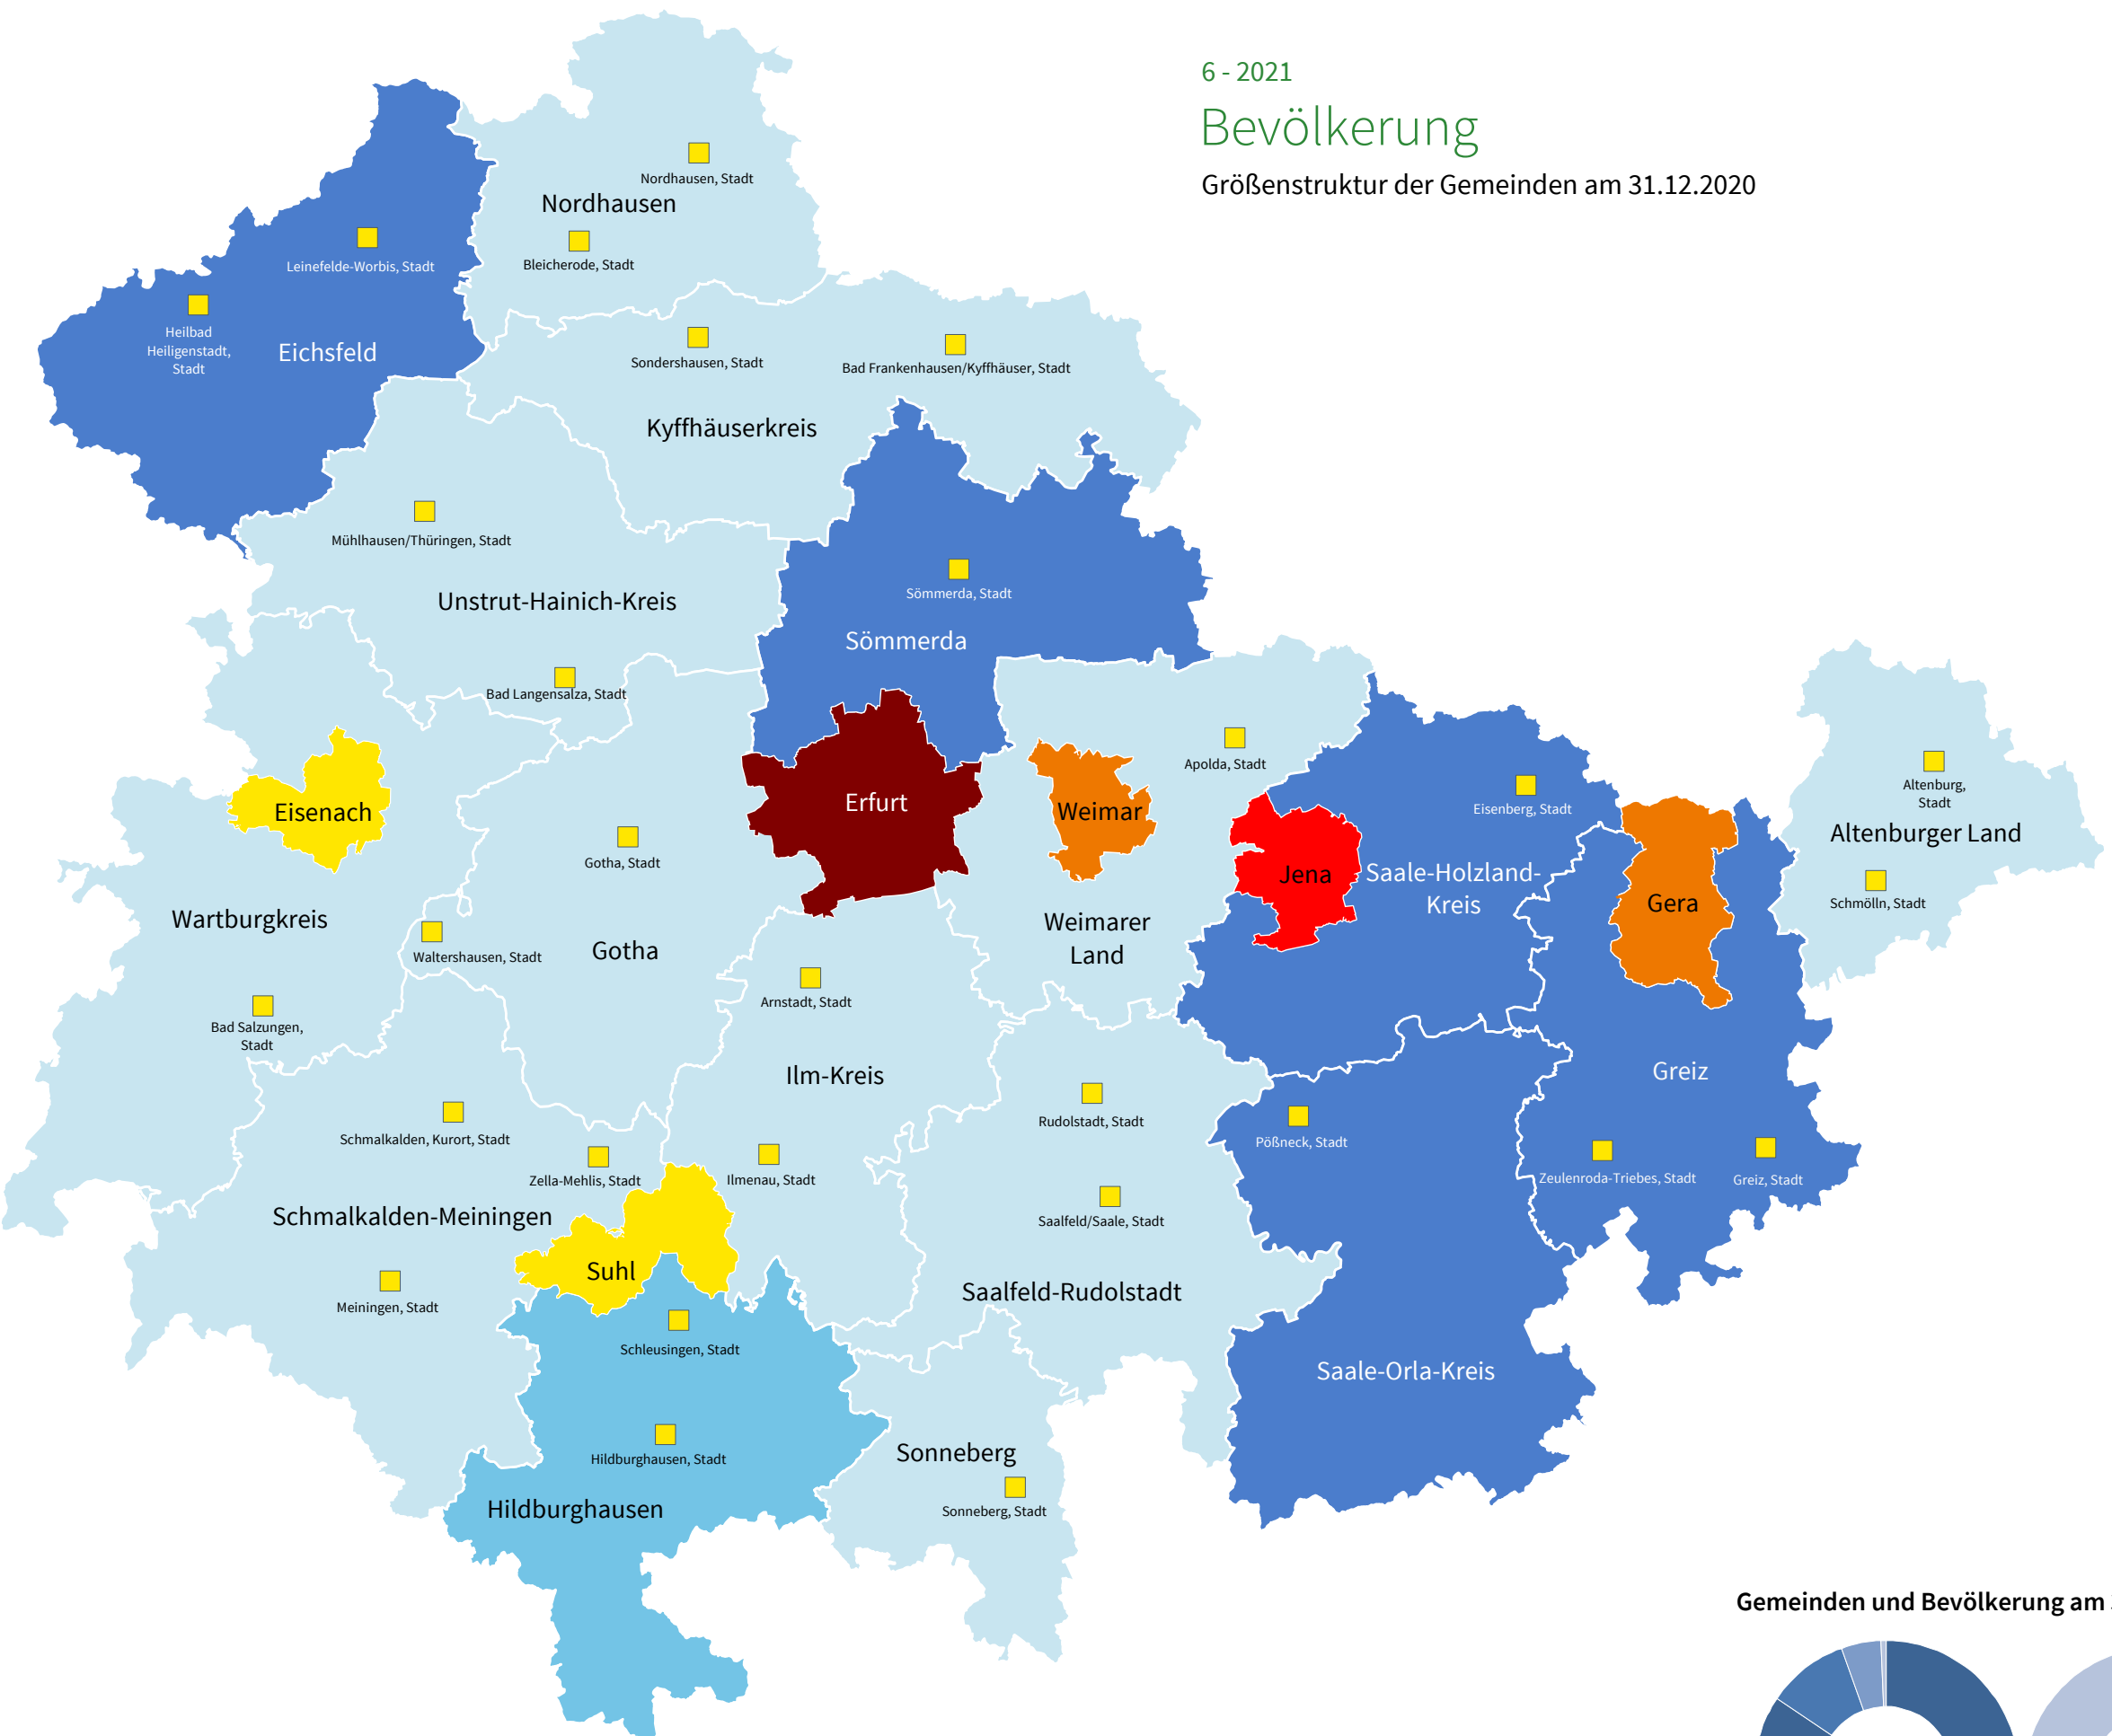 6 - 2021
Bevölkerung
Größenstruktur der Gemeinden am 31.12.2020
Nordhausen, Stadt
Nordhausen
Bleicherode, Stadt
Leinefelde-Worbis, Stadt
Heilbad
Heiligenstadt,
Stadt
Eichsfeld
Sondershausen, Stadt
Bad Frankenhausen/Kyffhäuser, Stadt
Kyffhäuserkreis
Mühlhausen/Thüringen, Stadt
Unstrut-Hainich-Kreis
Bad Langensalza, Stadt
Sömmerda, Stadt
Sömmerda
Eisenach
Erfurt
Weimar
Apolda, Stadt
Eisenberg, Stadt
Altenburg,
Stadt
Altenburger Land
Schmölln, Stadt
Gotha, Stadt
Jena
Saale-Holzland-
Kreis
Gera
Wartburgkreis
Waltershausen, Stadt
Gotha
Weimarer
Land
Arnstadt, Stadt
Bad Salzungen,
Stadt
Ilm-Kreis
Greiz
Schmalkalden, Kurort, Stadt
Rudolstadt, Stadt
Pößneck, Stadt
Zella-Mehlis, Stadt
Ilmenau, Stadt
Zeulenroda-Triebes, Stadt
Greiz, Stadt
Schmalkalden-Meiningen
Saalfeld/Saale, Stadt
Suhl
Saalfeld-Rudolstadt
Meiningen, Stadt
Schleusingen, Stadt
Saale-Orla-Kreis
Hildburghausen, Stadt
Sonneberg
Hildburghausen
Sonneberg, Stadt
Gemeinden und Bevölkerung am